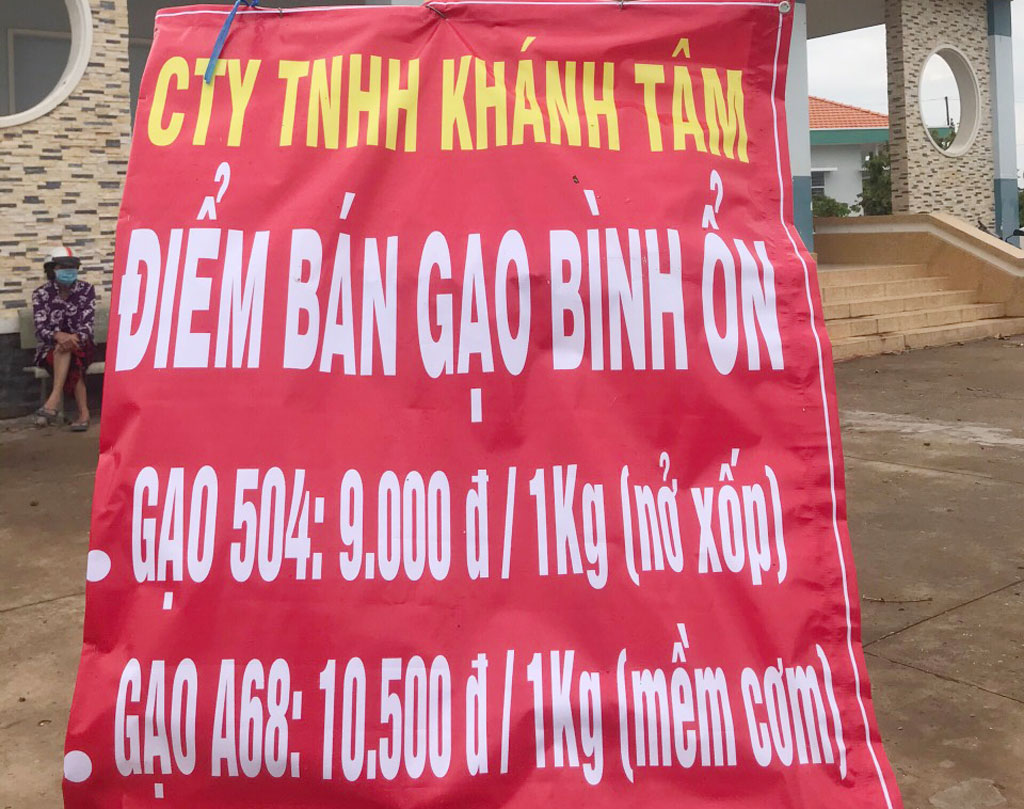 CTY TNHH KHÁNH TÂM
ĐIỂM BÁN GẠO BÌNH ỔN
• GẠO 504: 9.000 đ / 1Kg (nở xốp)
• GẠO A68: 10.500 đ / 1Kg (mềm cơm)